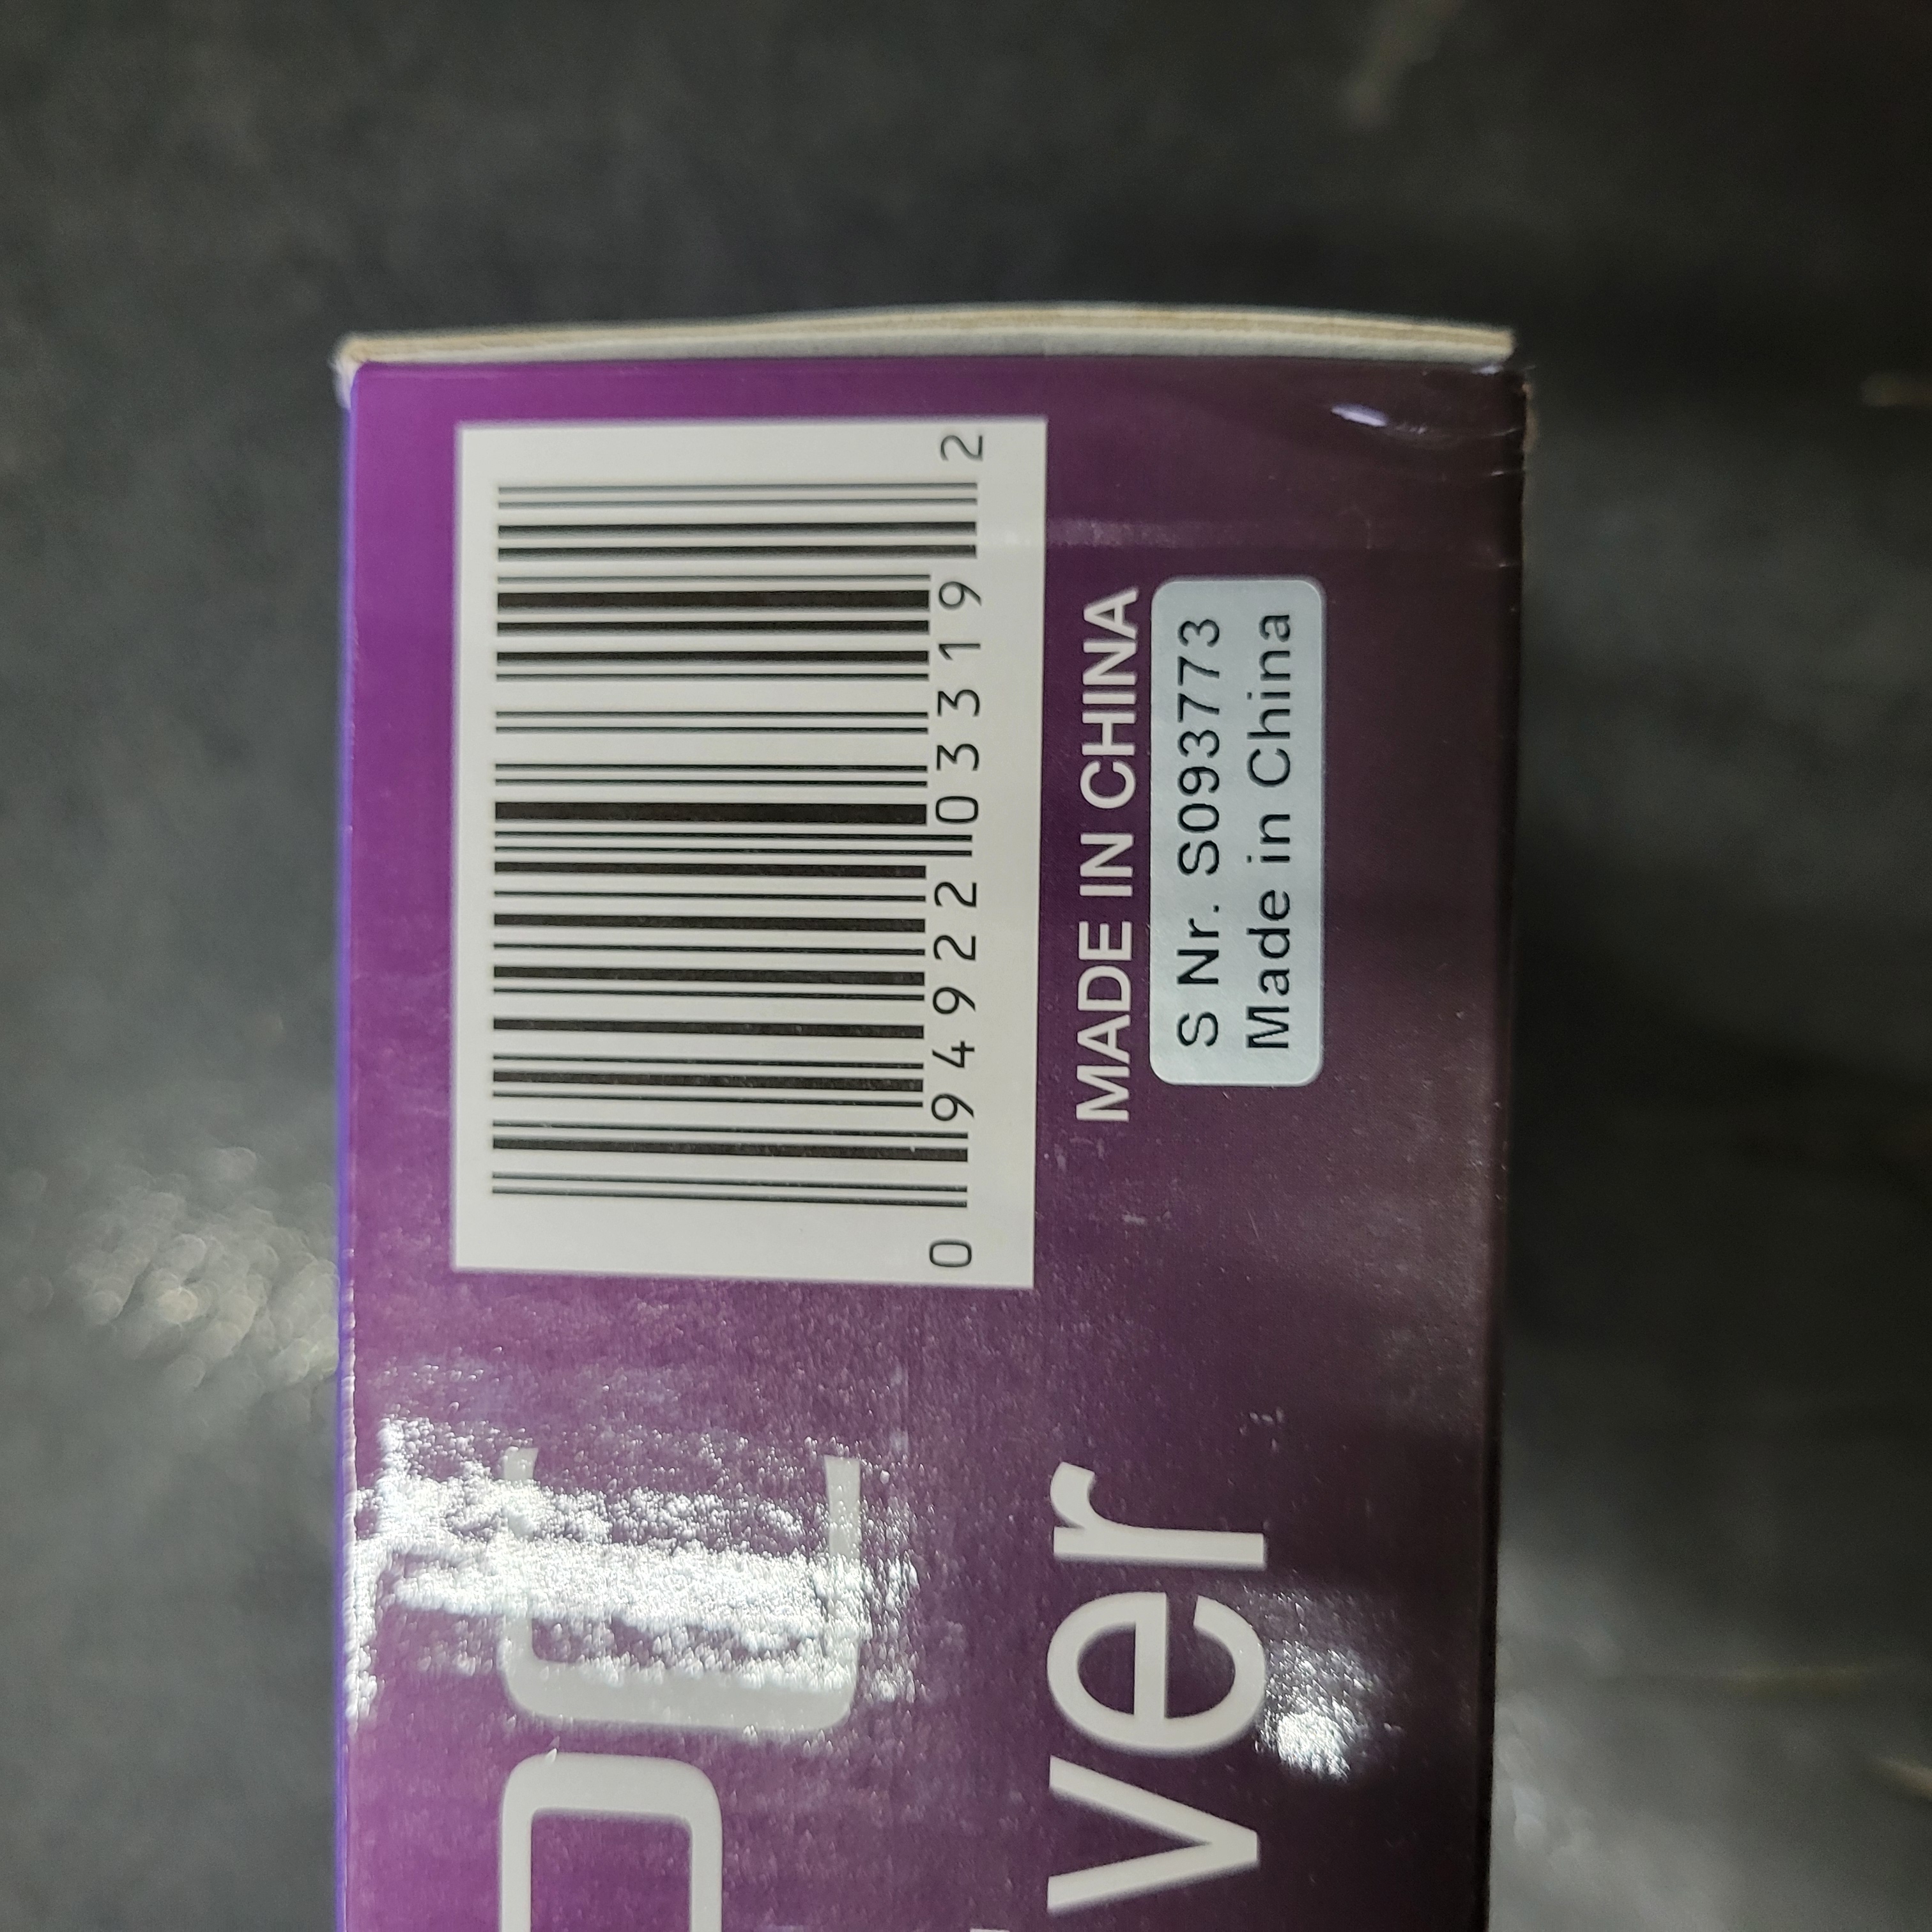 0 94922 03319 2
MADE IN CHINA
S Nr. S093773
Made in China
ver